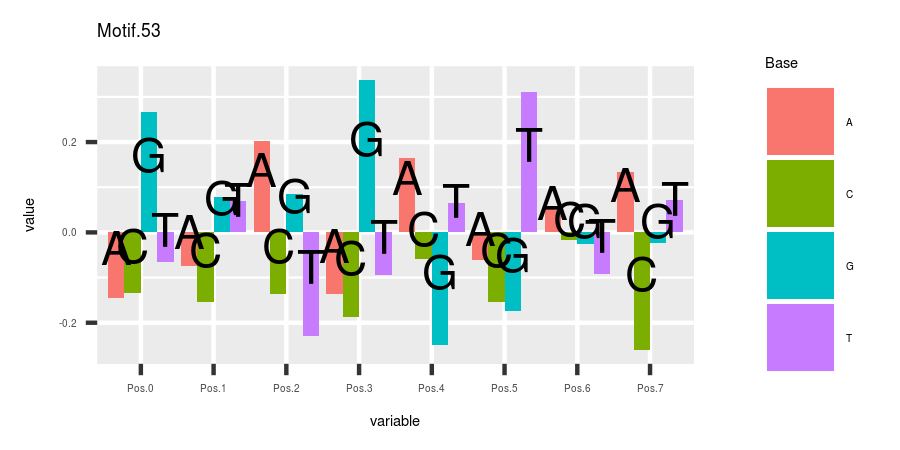 Motif.53
Base
A
C
G
T
value
0.2
0.0
-0.2
A C G T A C G T A C G T A C G T A C G T A C G T A C G T A C G T
Pos.0 Pos.1 Pos.2 Pos.3 Pos.4 Pos.5 Pos.6 Pos.7
variable